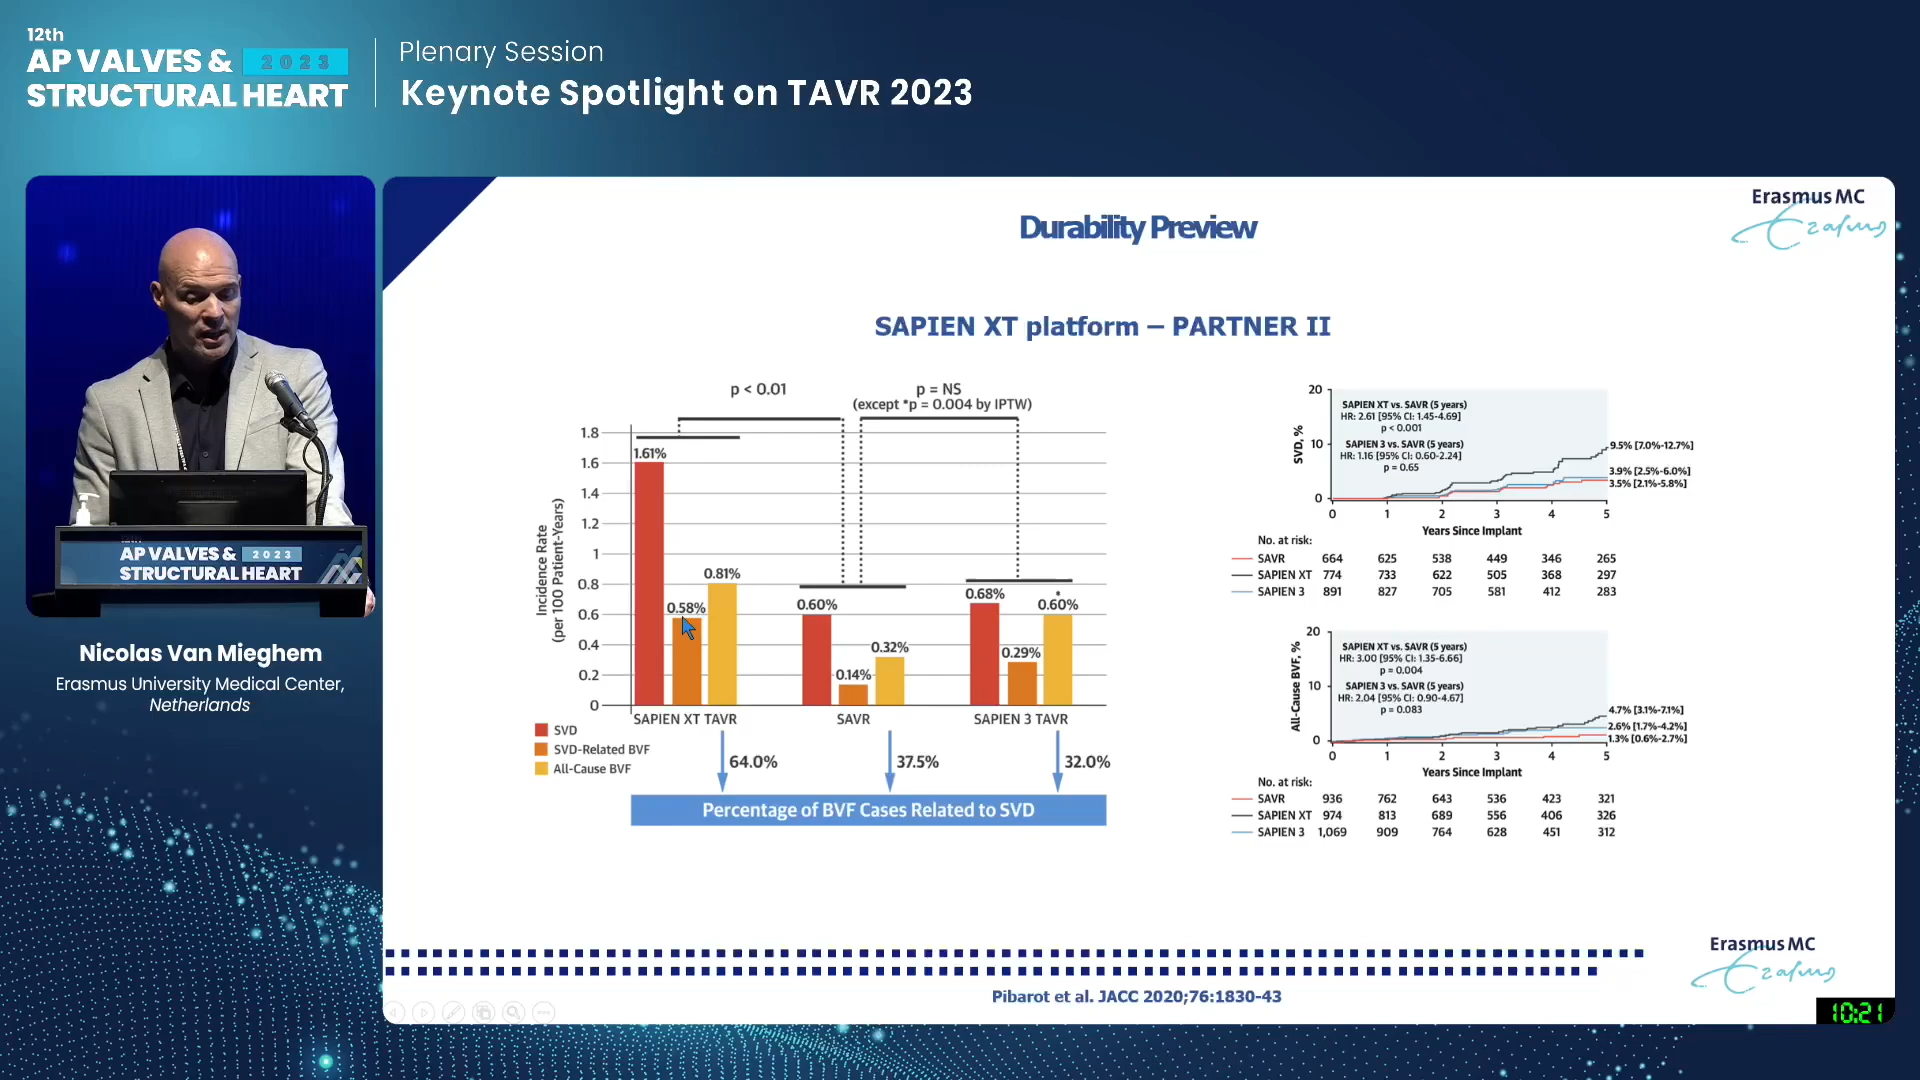 12th
AP VALVES & 2023
STRUCTURAL HEART
Plenary Session
Keynote Spotlight on TAVR 2023
12th
AP VALVES & 2023
STRUCTURAL HEART
Nicolas Van Mieghem
Erasmus University Medical Center,
Netherlands
Erasmus MC
Erasmus
Durability Preview
SAPIEN XT platform – PARTNER II
p < 0.01
p = NS
(except *p = 0.004 by IPTW)
Incidence Rate
(per 100 Patient-Years)
1.8
1.6
1.4
1.2
1
0.8
0.6
0.4
0.2
0
1.61%
0.58%
0.81%
0.60%
0.14%
0.32%
0.68%
0.29%
*
0.60%
SAPIEN XT TAVR
SAVR
SAPIEN 3 TAVR
SVD
SVD-Related BVF
All-Cause BVF
64.0%
37.5%
32.0%
Percentage of BVF Cases Related to SVD
SVD, %
20
10
0
SAPIEN XT vs. SAVR (5 years)
HR: 2.61 [95% CI: 1.45-4.69]
p < 0.001
SAPIEN 3 vs. SAVR (5 years)
HR: 1.16 [95% CI: 0.60-2.24]
p = 0.65
9.5% [7.0%-12.7%]
3.9% [2.5%-6.0%]
3.5% [2.1%-5.8%]
0 1 2 3 4 5
Years Since Implant
No. at risk:
SAVR 664 625 538 449 346 265
SAPIEN XT 774 733 622 505 368 297
SAPIEN 3 891 827 705 581 412 283
All-Cause BVF, %
20
10
0
SAPIEN XT vs. SAVR (5 years)
HR: 3.00 [95% CI: 1.35-6.66]
p = 0.004
SAPIEN 3 vs. SAVR (5 years)
HR: 2.04 [95% CI: 0.90-4.67]
p = 0.083
4.7% [3.1%-7.1%]
2.6% [1.7%-4.2%]
1.3% [0.6%-2.7%]
0 1 2 3 4 5
Years Since Implant
No. at risk:
SAVR 936 762 643 536 423 321
SAPIEN XT 974 813 689 556 406 326
SAPIEN 3 1,069 909 764 628 451 312
Erasmus MC
Erasmus
Pibarot et al. JACC 2020;76:1830-43
10:21